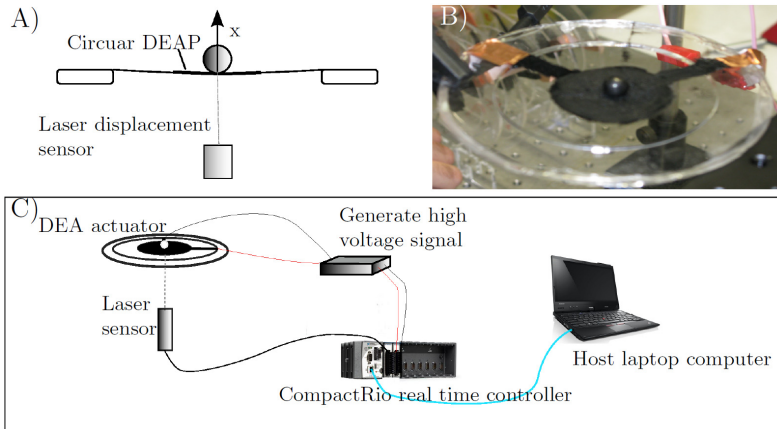 A)
x
Circuar DEAP
Laser displacement
sensor
B)
C)
DEA actuator
Generate high
voltage signal
Laser
sensor
Host laptop computer
CompactRio real time controller